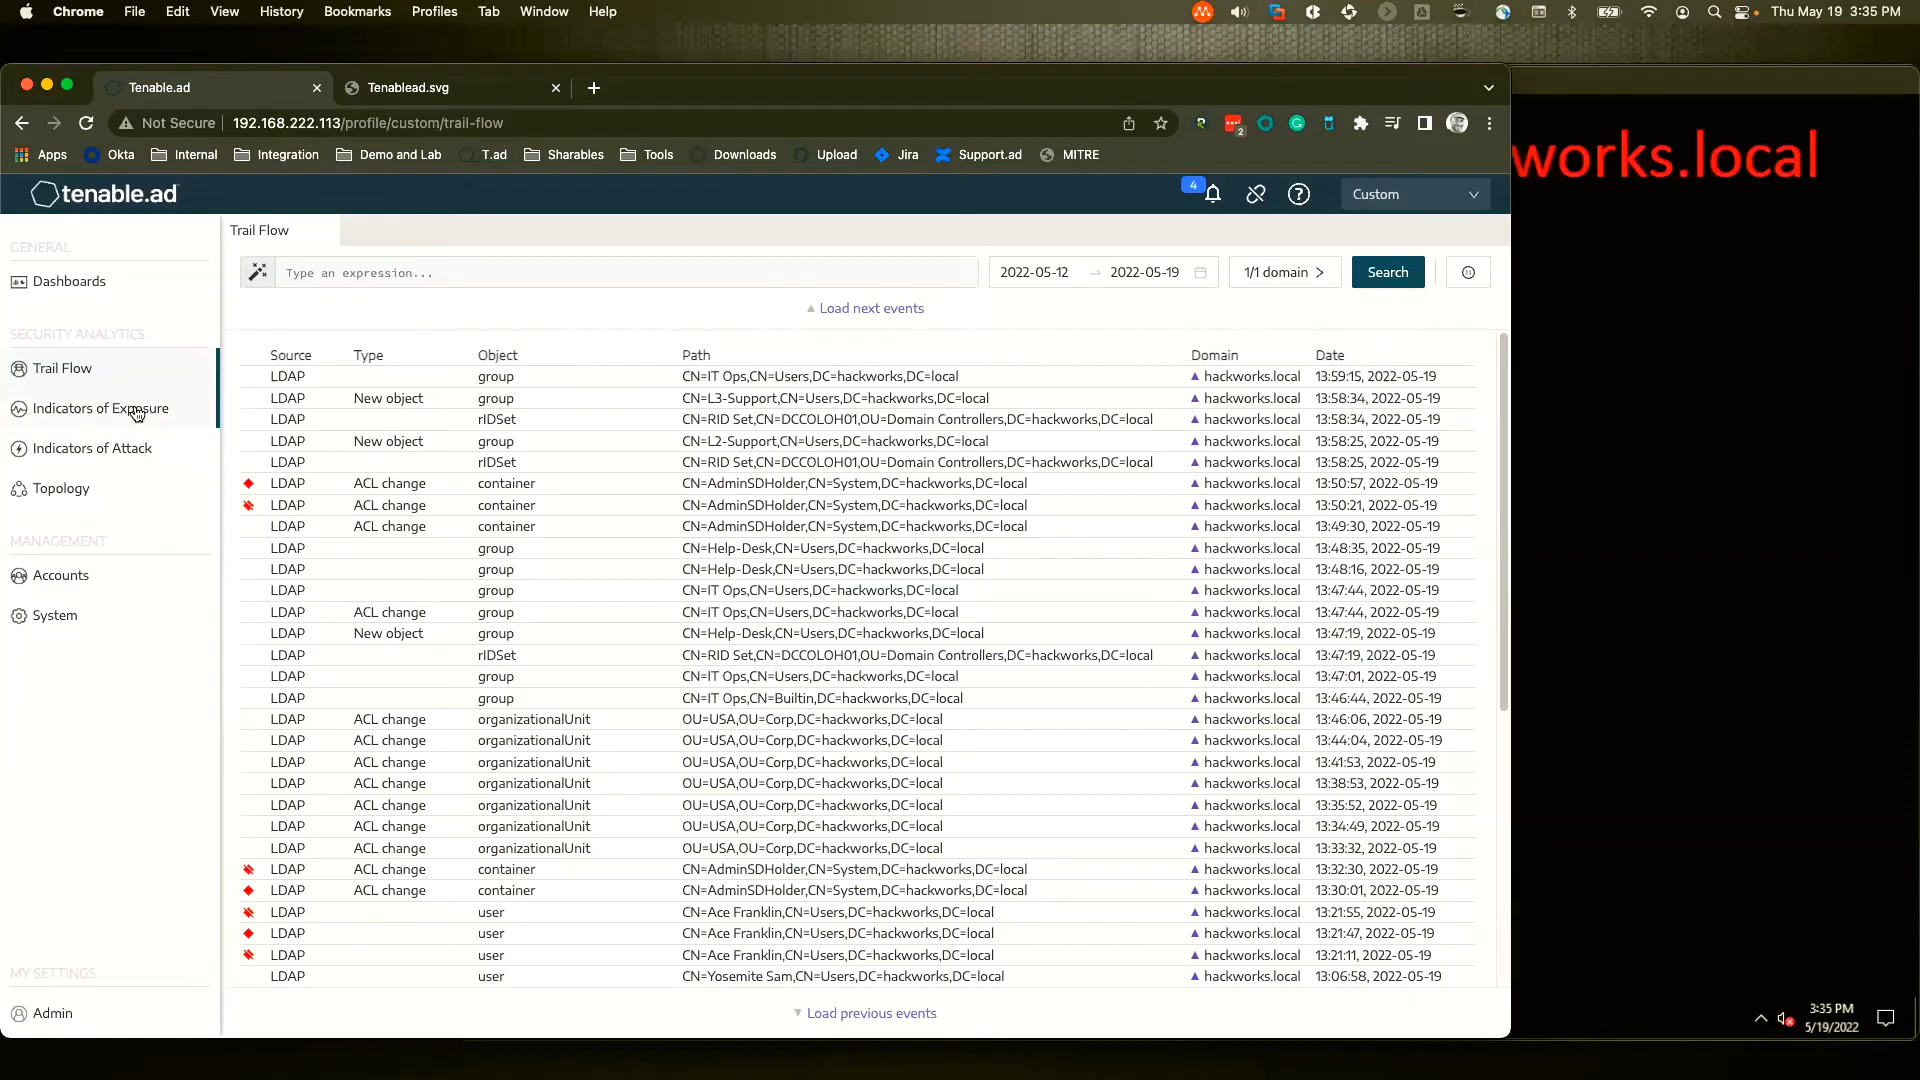 Chrome File Edit View History Bookmarks Profiles Tab Window Help Thu May 19 3:35 PM
Tenable.ad Tenablead.svg
Not Secure 192.168.222.113/profile/custom/trail-flow 2
Apps Okta Internal Integration Demo and Lab T.ad Sharables Tools Downloads Upload Jira Support.ad MITRE
works.local
tenable.ad 4 Custom
GENERAL
Dashboards
SECURITY ANALYTICS
Trail Flow
Indicators of Exposure
Indicators of Attack
Topology
MANAGEMENT
Accounts
System
MY SETTINGS
Admin
Trail Flow
Type an expression... 2022-05-12 → 2022-05-19 1/1 domain > Search
Load next events
Source Type Object Path Domain Date
LDAP group CN=IT Ops,CN=Users,DC=hackworks,DC=local hackworks.local 13:59:15, 2022-05-19
LDAP New object group CN=L3-Support,CN=Users,DC=hackworks,DC=local hackworks.local 13:58:34, 2022-05-19
LDAP rIDSet CN=RID Set,CN=DCCOLOH01,OU=Domain Controllers,DC=hackworks,DC=local hackworks.local 13:58:34, 2022-05-19
LDAP New object group CN=L2-Support,CN=Users,DC=hackworks,DC=local hackworks.local 13:58:25, 2022-05-19
LDAP rIDSet CN=RID Set,CN=DCCOLOH01,OU=Domain Controllers,DC=hackworks,DC=local hackworks.local 13:58:25, 2022-05-19
LDAP ACL change container CN=AdminSDHolder,CN=System,DC=hackworks,DC=local hackworks.local 13:50:57, 2022-05-19
LDAP ACL change container CN=AdminSDHolder,CN=System,DC=hackworks,DC=local hackworks.local 13:50:21, 2022-05-19
LDAP ACL change container CN=AdminSDHolder,CN=System,DC=hackworks,DC=local hackworks.local 13:49:30, 2022-05-19
LDAP group CN=Help-Desk,CN=Users,DC=hackworks,DC=local hackworks.local 13:48:35, 2022-05-19
LDAP group CN=Help-Desk,CN=Users,DC=hackworks,DC=local hackworks.local 13:48:16, 2022-05-19
LDAP group CN=IT Ops,CN=Users,DC=hackworks,DC=local hackworks.local 13:47:44, 2022-05-19
LDAP ACL change group CN=IT Ops,CN=Users,DC=hackworks,DC=local hackworks.local 13:47:44, 2022-05-19
LDAP New object group CN=Help-Desk,CN=Users,DC=hackworks,DC=local hackworks.local 13:47:19, 2022-05-19
LDAP rIDSet CN=RID Set,CN=DCCOLOH01,OU=Domain Controllers,DC=hackworks,DC=local hackworks.local 13:47:19, 2022-05-19
LDAP group CN=IT Ops,CN=Users,DC=hackworks,DC=local hackworks.local 13:47:01, 2022-05-19
LDAP group CN=IT Ops,CN=Builtin,DC=hackworks,DC=local hackworks.local 13:46:44, 2022-05-19
LDAP ACL change organizationalUnit OU=USA,OU=Corp,DC=hackworks,DC=local hackworks.local 13:46:06, 2022-05-19
LDAP ACL change organizationalUnit OU=USA,OU=Corp,DC=hackworks,DC=local hackworks.local 13:44:04, 2022-05-19
LDAP ACL change organizationalUnit OU=USA,OU=Corp,DC=hackworks,DC=local hackworks.local 13:41:53, 2022-05-19
LDAP ACL change organizationalUnit OU=USA,OU=Corp,DC=hackworks,DC=local hackworks.local 13:38:53, 2022-05-19
LDAP ACL change organizationalUnit OU=USA,OU=Corp,DC=hackworks,DC=local hackworks.local 13:35:52, 2022-05-19
LDAP ACL change organizationalUnit OU=USA,OU=Corp,DC=hackworks,DC=local hackworks.local 13:34:49, 2022-05-19
LDAP ACL change organizationalUnit OU=USA,OU=Corp,DC=hackworks,DC=local hackworks.local 13:33:32, 2022-05-19
LDAP ACL change container CN=AdminSDHolder,CN=System,DC=hackworks,DC=local hackworks.local 13:32:30, 2022-05-19
LDAP ACL change container CN=AdminSDHolder,CN=System,DC=hackworks,DC=local hackworks.local 13:30:01, 2022-05-19
LDAP user CN=Ace Franklin,CN=Users,DC=hackworks,DC=local hackworks.local 13:21:55, 2022-05-19
LDAP user CN=Ace Franklin,CN=Users,DC=hackworks,DC=local hackworks.local 13:21:47, 2022-05-19
LDAP user CN=Ace Franklin,CN=Users,DC=hackworks,DC=local hackworks.local 13:21:11, 2022-05-19
LDAP user CN=Yosemite Sam,CN=Users,DC=hackworks,DC=local hackworks.local 13:06:58, 2022-05-19
Load previous events
3:35 PM
5/19/2022